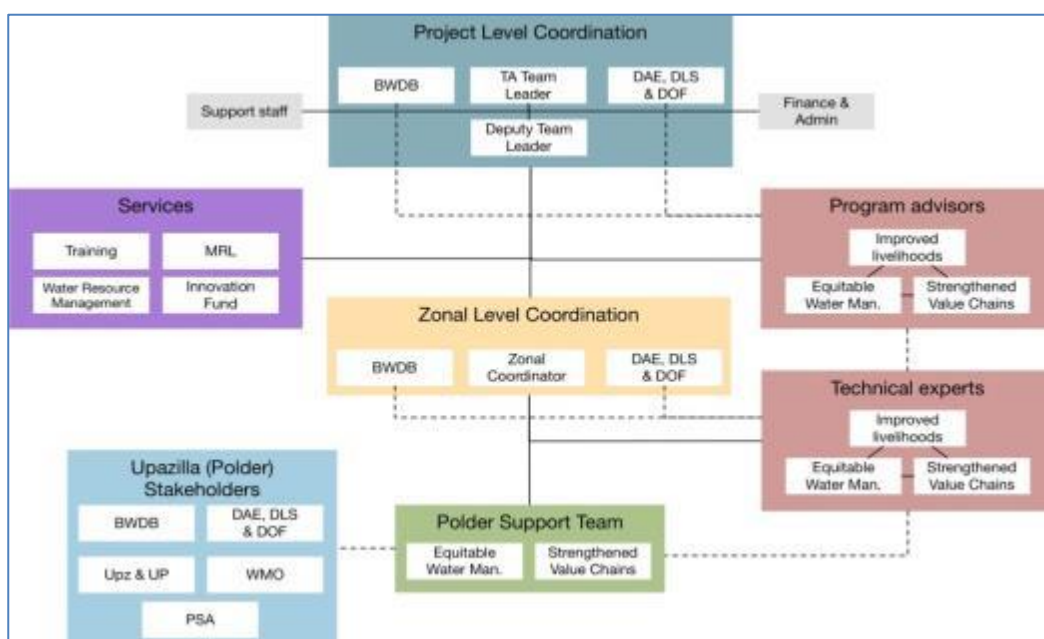 Project Level Coordination
BWDB
TA Team
Leader
DAE, DLS
& DOF
Support staff
Finance &
Admin
Deputy Team
Leader
Services
Training
MRL
Water Resource
Management
Innovation
Fund
Program advisors
Improved
livelihoods
Equitable
Water Man.
Strengthened
Value Chains
Zonal Level Coordination
BWDB
Zonal
Coordinator
DAE, DLS
& DOF
Technical experts
Improved
livelihoods
Equitable
Water Man.
Strengthened
Value Chains
Upazilla (Polder)
Stakeholders
BWDB
DAE, DLS
& DOF
Upz & UP
WMO
PSA
Polder Support Team
Equitable
Water Man.
Strengthened
Value Chains